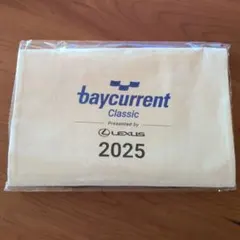 baycurrent
Classic
Presented by
LEXUS
2025